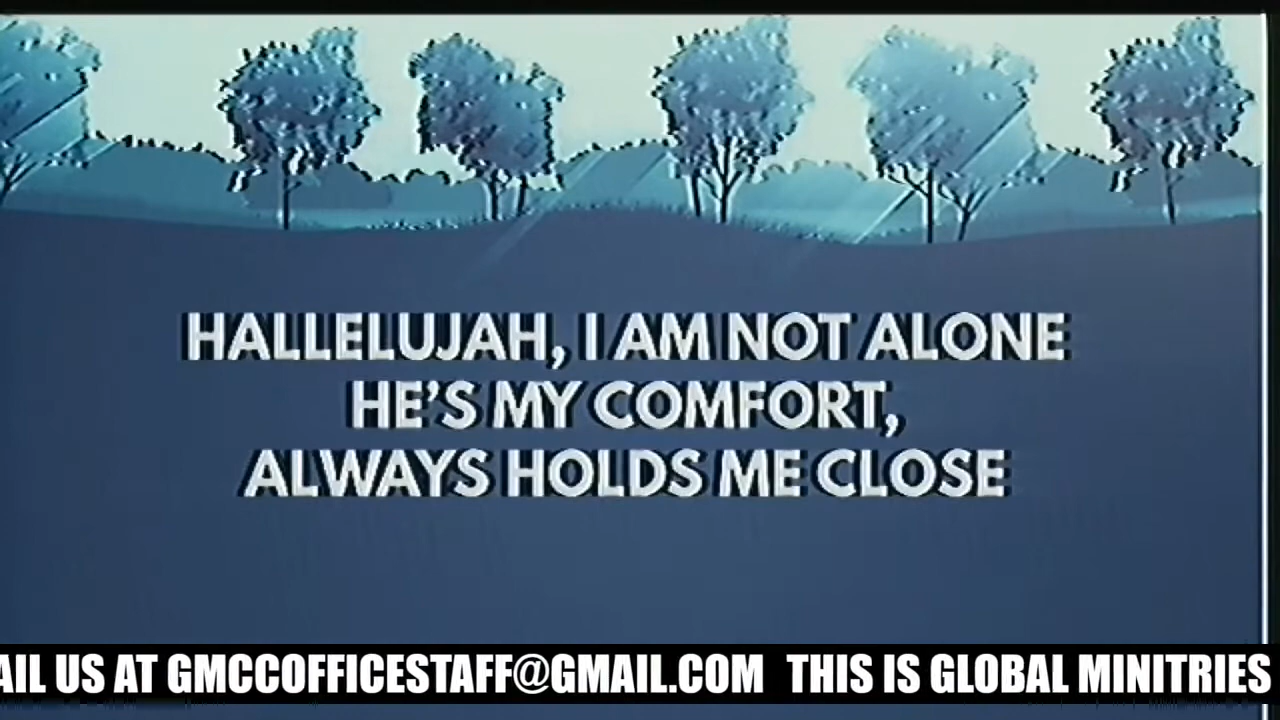 HALLELUJAH, I AM NOT ALONE
HE'S MY COMFORT,
ALWAYS HOLDS ME CLOSE
AIL US AT GMCCOFFICESTAFF@GMAIL.COM THIS IS GLOBAL MINITRIES